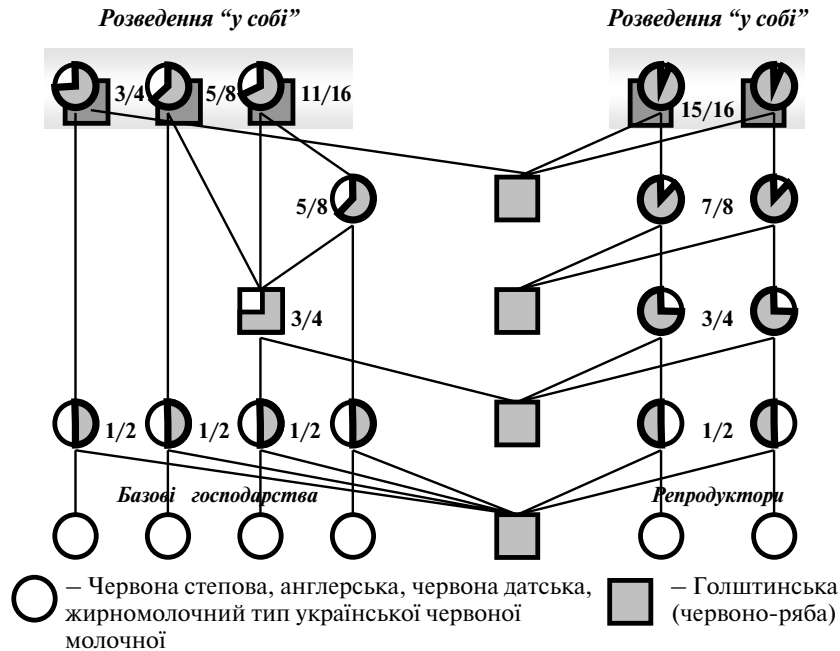 Розведення “у собі” Розведення “у собі”
3/4 5/8 11/16 15/16
5/8 7/8
3/4 3/4
1/2 1/2 1/2 1/2
Базові господарства Репродуктори
– Червона степова, англерська, червона датська,
жирномолочний тип української червоної
молочної
– Голштинська
(червоно-ряба)